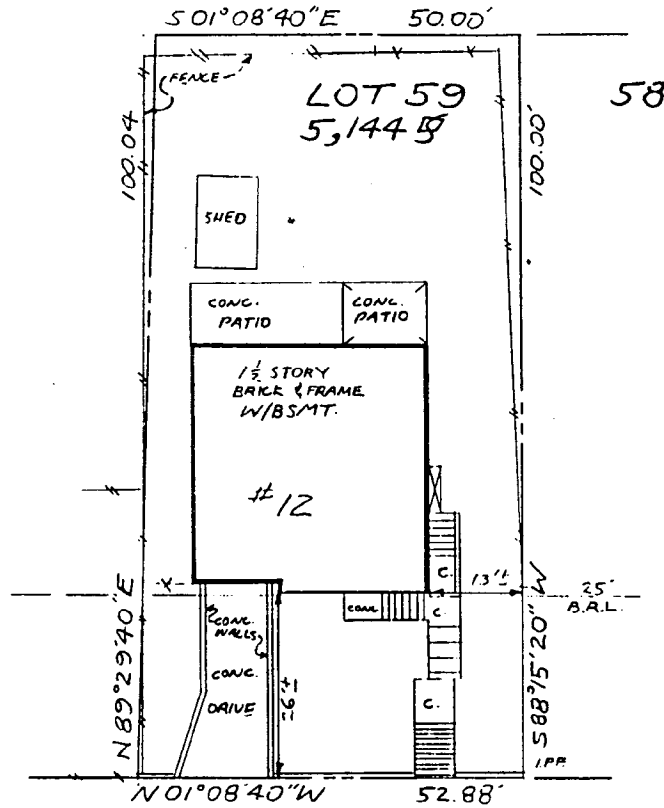 S 01°08'40" E 50.00'
FENCE
LOT 59
5,144
58
100.04
100.00'
SHED
CONC.
PATIO
CONC.
PATIO
1½ STORY
BRICK & FRAME
W/BSMT.
# 12
C.
13'±
25'
B.R.L.
CONC
C.
CONC.
WALLS
CONC.
DRIVE
26'±
C.
N 89°29'40" E
S 88°15'20" W
I.P.F.
N 01°08'40" W 52.88'